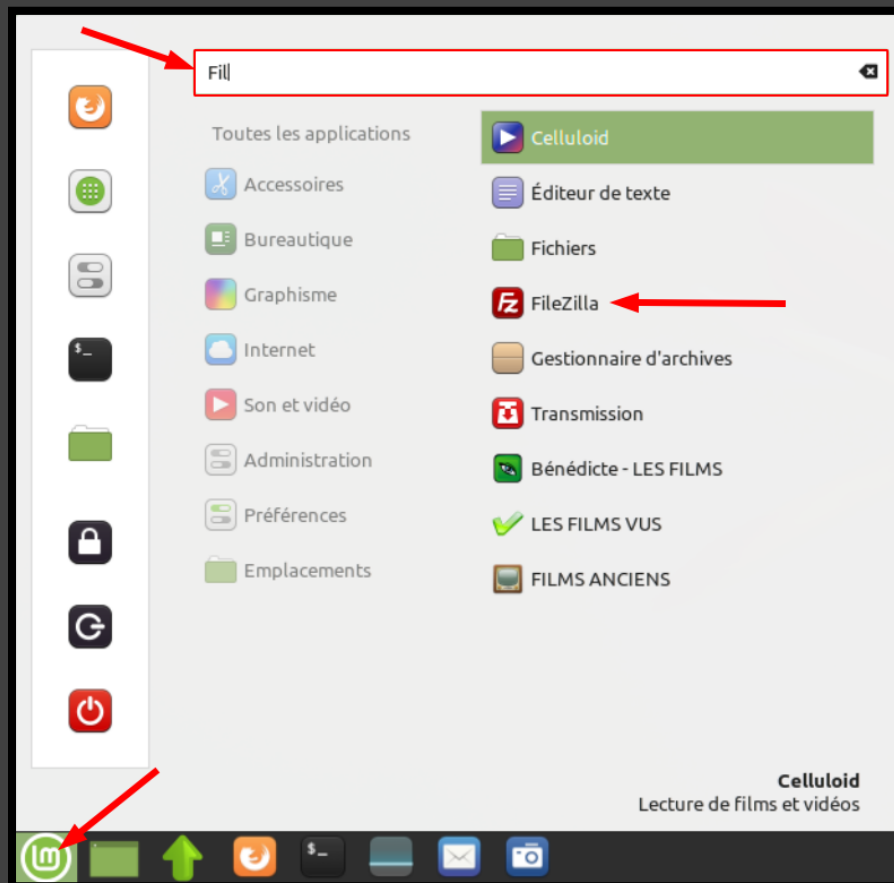 Fil
Toutes les applications
Accessoires
Bureautique
Graphisme
Internet
Son et vidéo
Administration
Préférences
Emplacements
Celluloid
Éditeur de texte
Fichiers
FileZilla
Gestionnaire d'archives
Transmission
Bénédicte - LES FILMS
LES FILMS VUS
FILMS ANCIENS
Celluloid
Lecture de films et vidéos